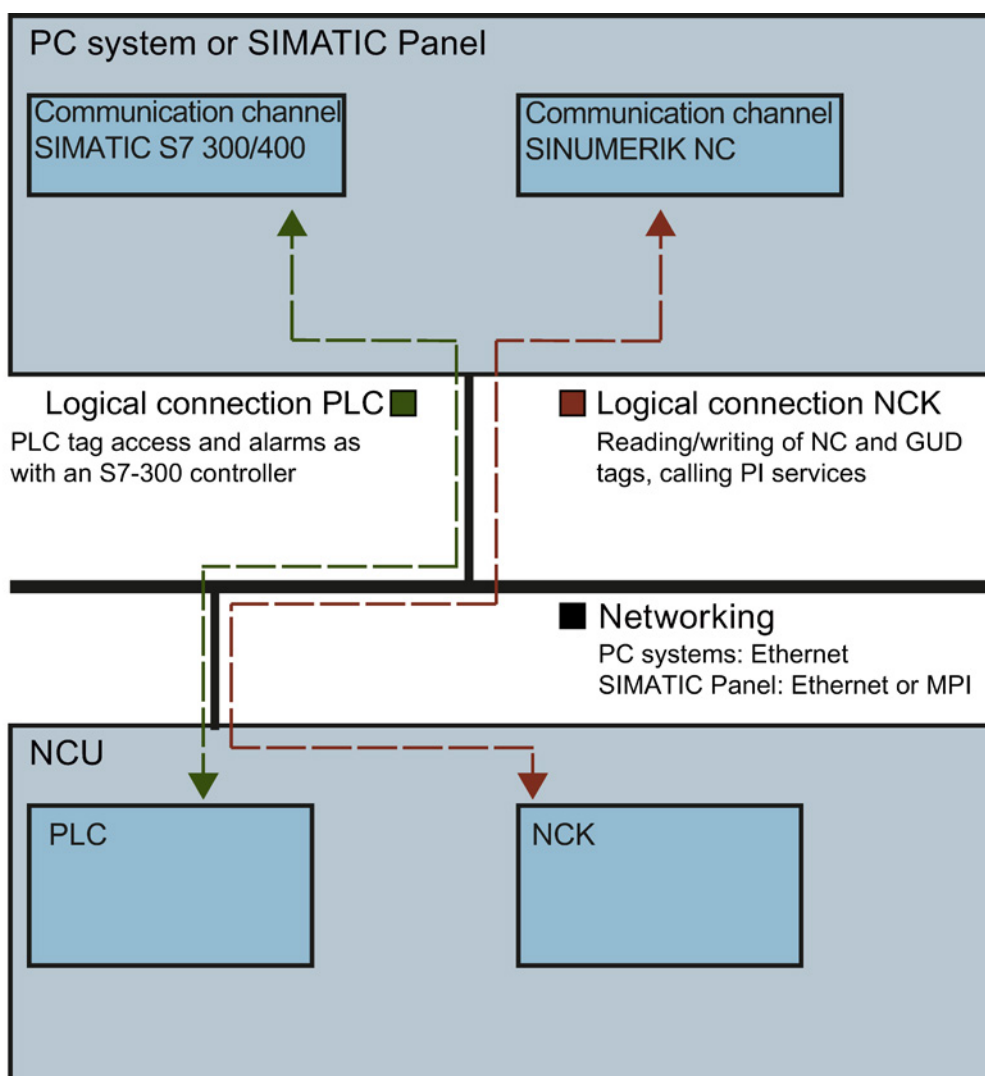 PC system or SIMATIC Panel
Communication channel
SIMATIC S7 300/400
Communication channel
SINUMERIK NC
Logical connection PLC
PLC tag access and alarms as
with an S7-300 controller
Logical connection NCK
Reading/writing of NC and GUD
tags, calling PI services
Networking
PC systems: Ethernet
SIMATIC Panel: Ethernet or MPI
NCU
PLC
NCK